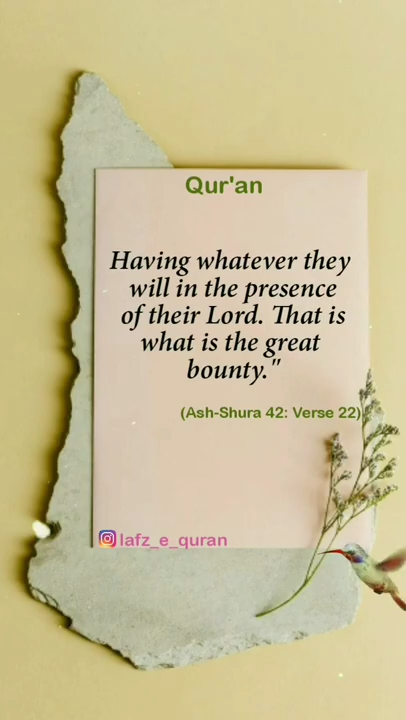 Qur'an
Having whatever they
will in the presence
of their Lord. That is
what is the great
bounty."
(Ash-Shura 42: Verse 22)
lafz_e_quran